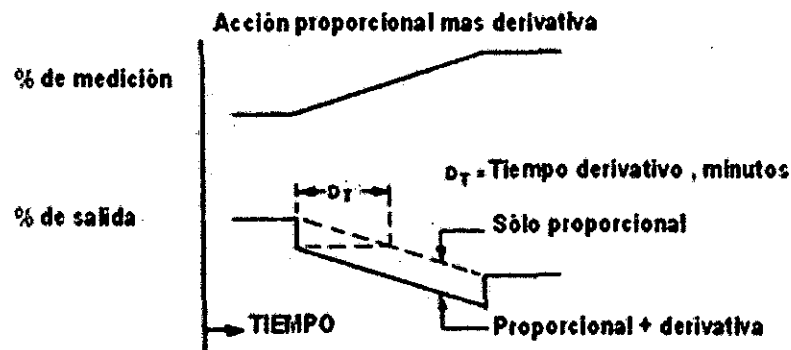 Acción proporcional mas derivativa
% de medición
D_T = Tiempo derivativo , minutos
D_T
% de salida
Sólo proporcional
TIEMPO
Proporcional + derivativa